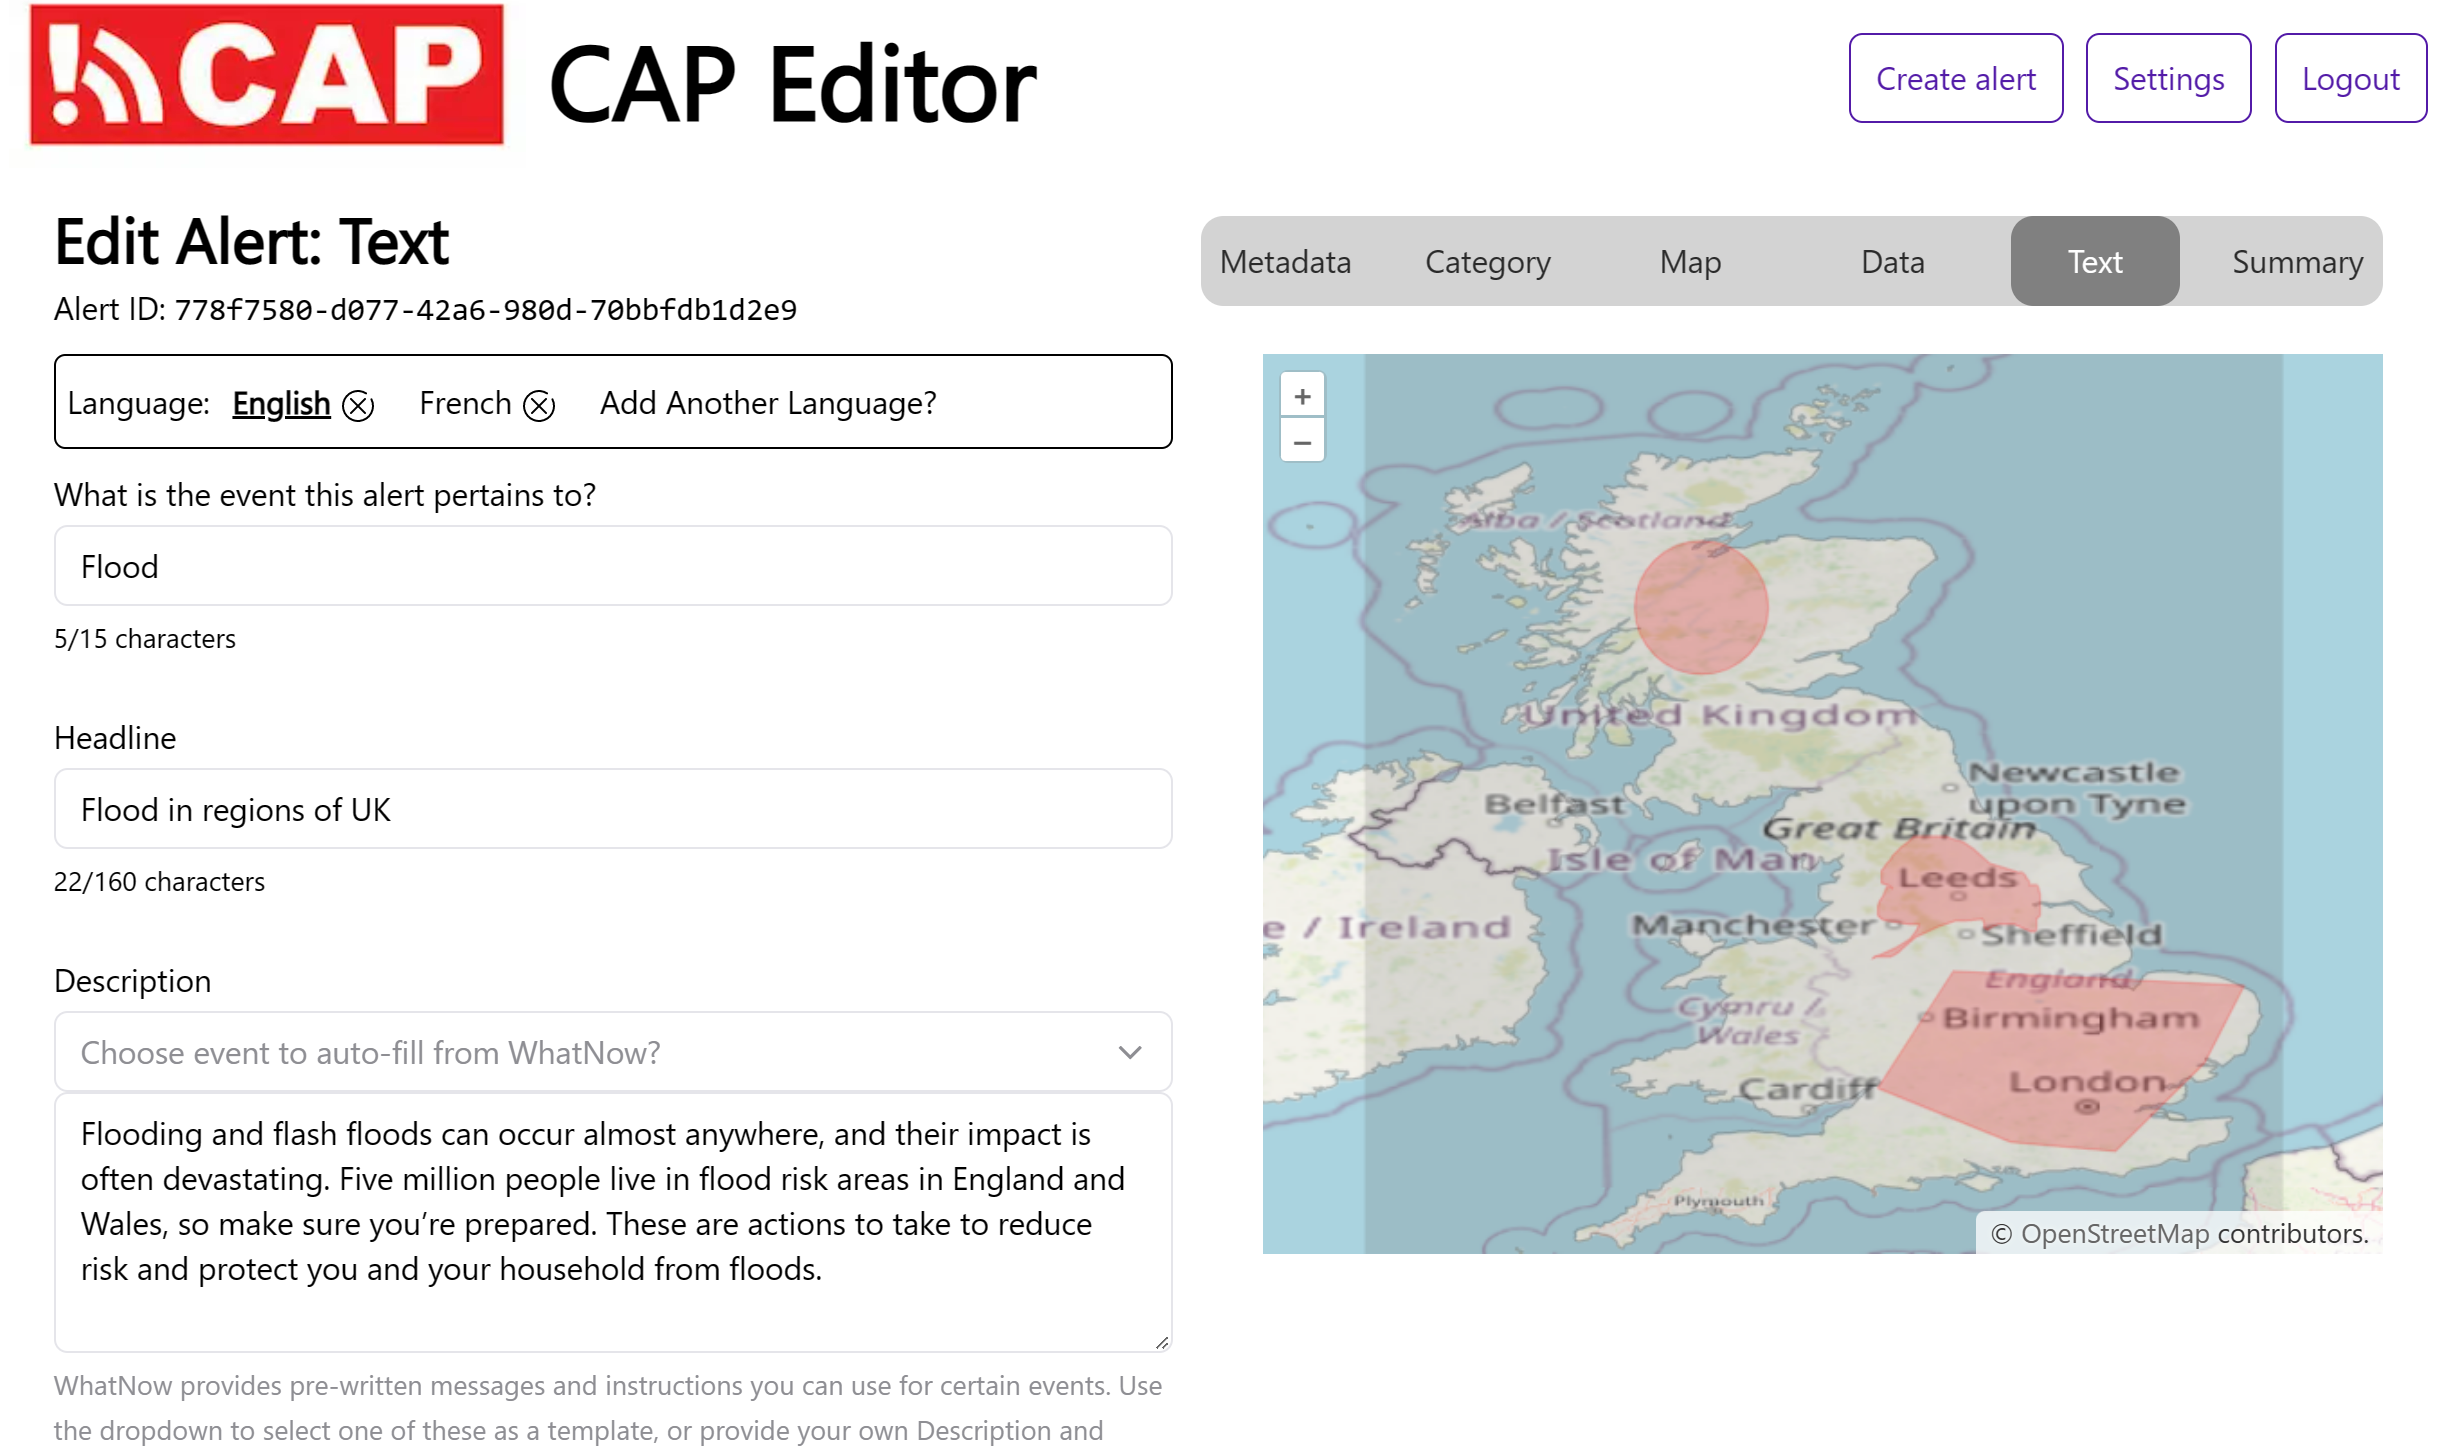 CAP
CAP Editor
Create alert
Settings
Logout
Edit Alert: Text
Alert ID: 778f7580-d077-42a6-980d-70bbfdb1d2e9
Metadata
Category
Map
Data
Text
Summary
Language: English French Add Another Language?
What is the event this alert pertains to?
Flood
5/15 characters
Headline
Flood in regions of UK
22/160 characters
Description
Choose event to auto-fill from WhatNow?
Flooding and flash floods can occur almost anywhere, and their impact is
often devastating. Five million people live in flood risk areas in England and
Wales, so make sure you’re prepared. These are actions to take to reduce
risk and protect you and your household from floods.
WhatNow provides pre-written messages and instructions you can use for certain events. Use
the dropdown to select one of these as a template, or provide your own Description and
+
−
Alba / Scotland
United Kingdom
Newcastle
upon Tyne
Belfast
Great Britain
Isle of Man
Leeds
e / Ireland
Manchester
Sheffield
England
Cymru /
Wales
Birmingham
Cardiff
London
Plymouth
© OpenStreetMap contributors.